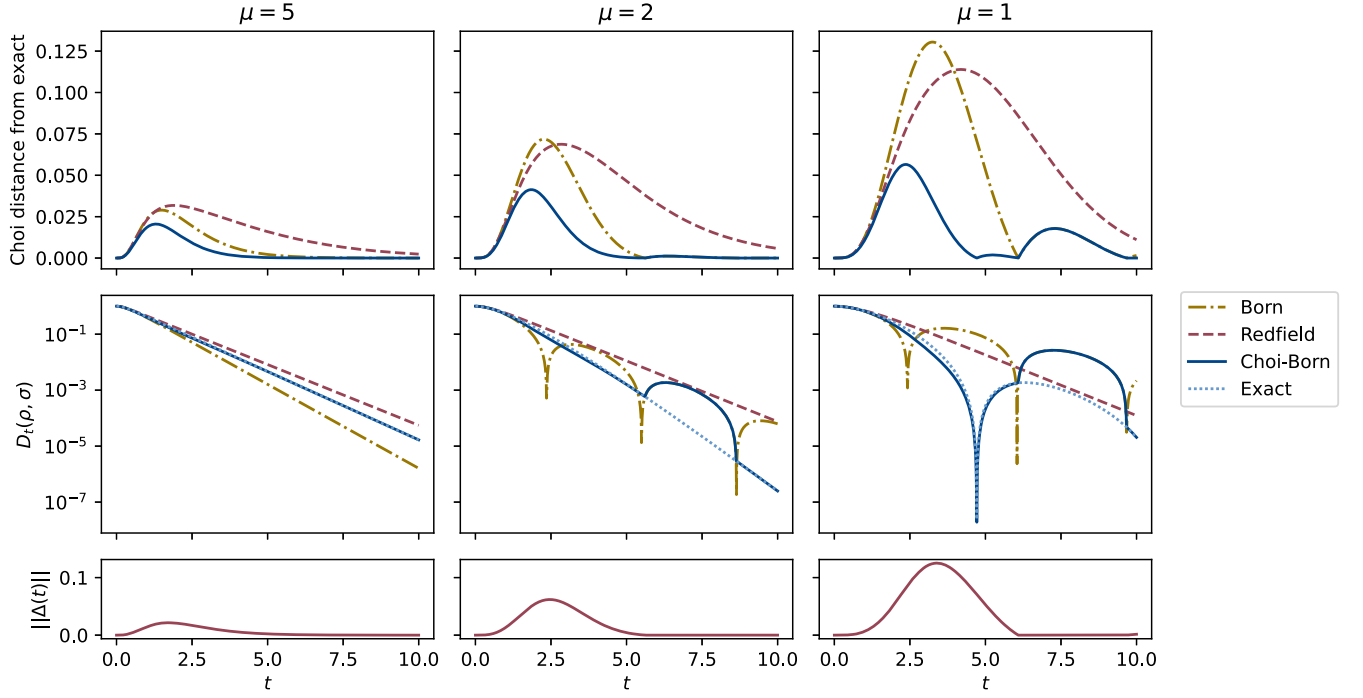 μ = 5
μ = 2
μ = 1
Choi distance from exact
0.125
0.100
0.075
0.050
0.025
0.000
D_t(ρ, σ)
10⁻¹
10⁻³
10⁻⁵
10⁻⁷
Born
Redfield
Choi-Born
Exact
||Δ(t)||
0.1
0.0
0.0 2.5 5.0 7.5 10.0
0.0 2.5 5.0 7.5 10.0
0.0 2.5 5.0 7.5 10.0
t
t
t